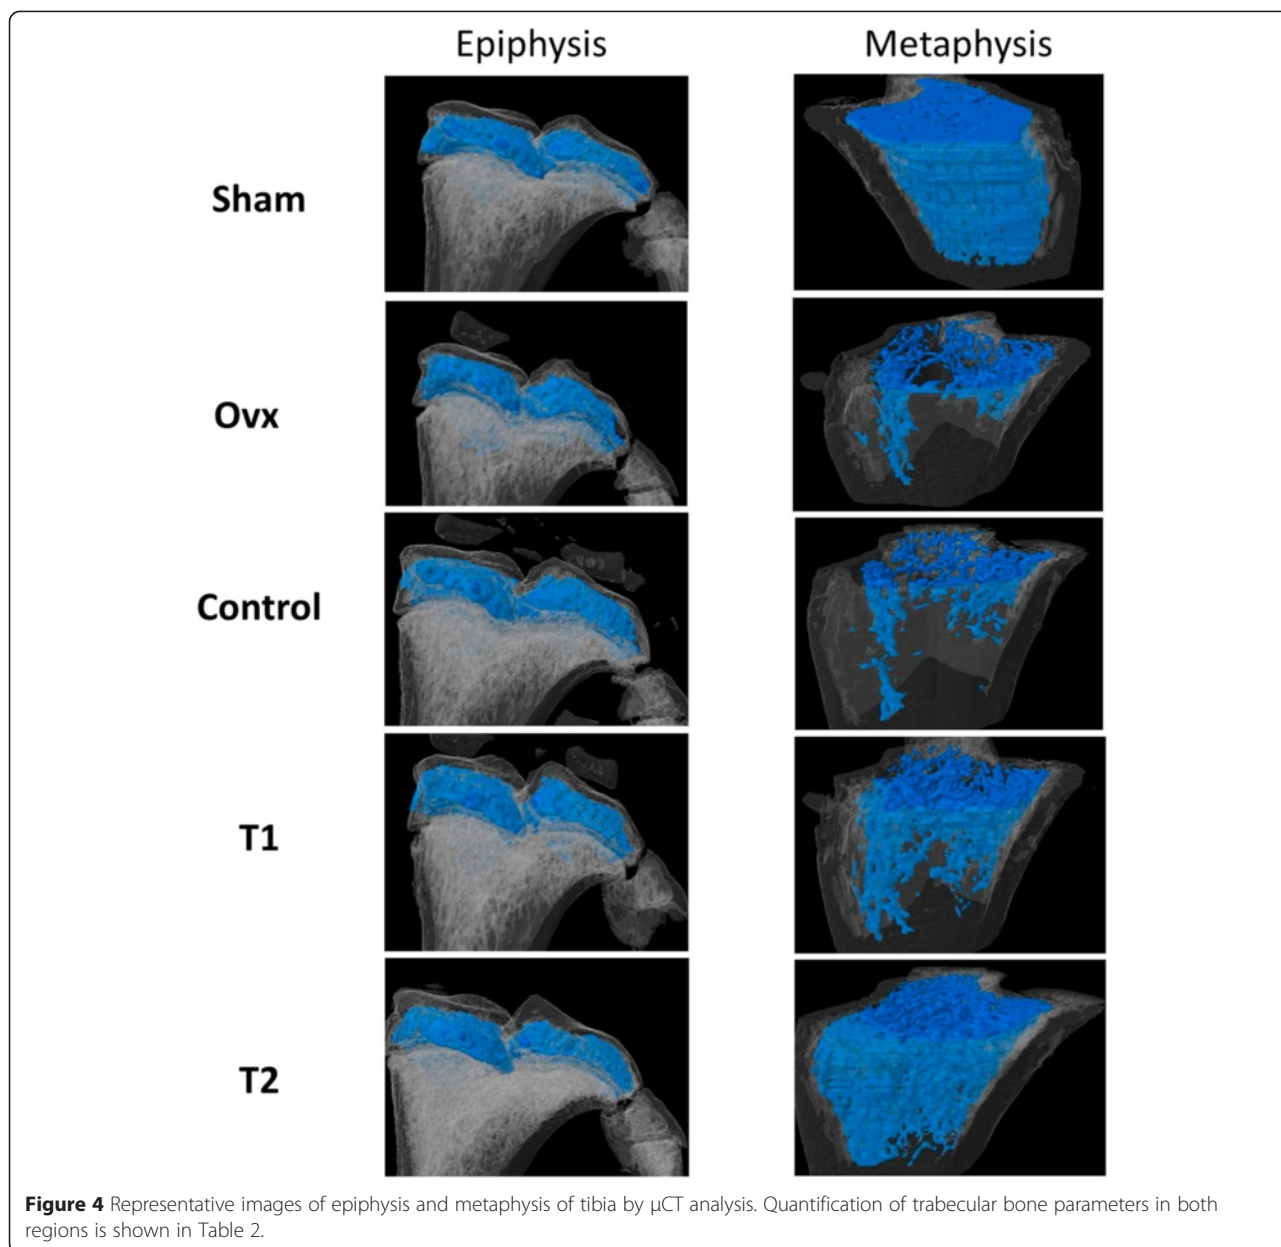 Epiphysis Metaphysis
Sham
Ovx
Control
T1
T2
Figure 4 Representative images of epiphysis and metaphysis of tibia by μCT analysis. Quantification of trabecular bone parameters in both
regions is shown in Table 2.